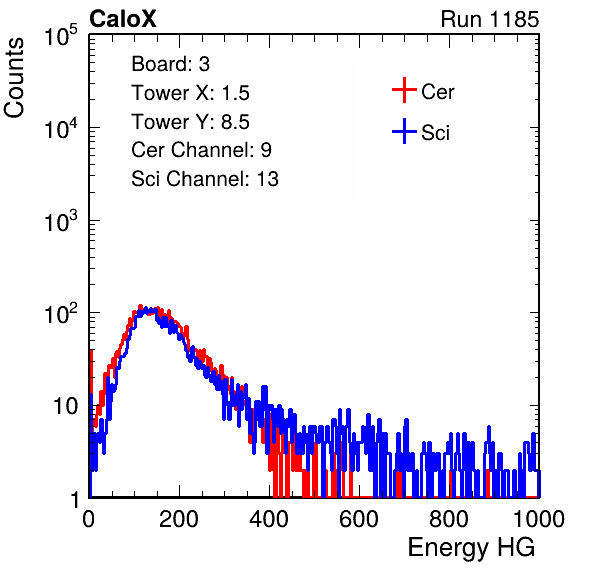 CaloX Run 1185
Counts
10^5
10^4
10^3
10^2
10
1
Board: 3
Tower X: 1.5
Tower Y: 8.5
Cer Channel: 9
Sci Channel: 13
Cer
Sci
0 200 400 600 800 1000
Energy HG